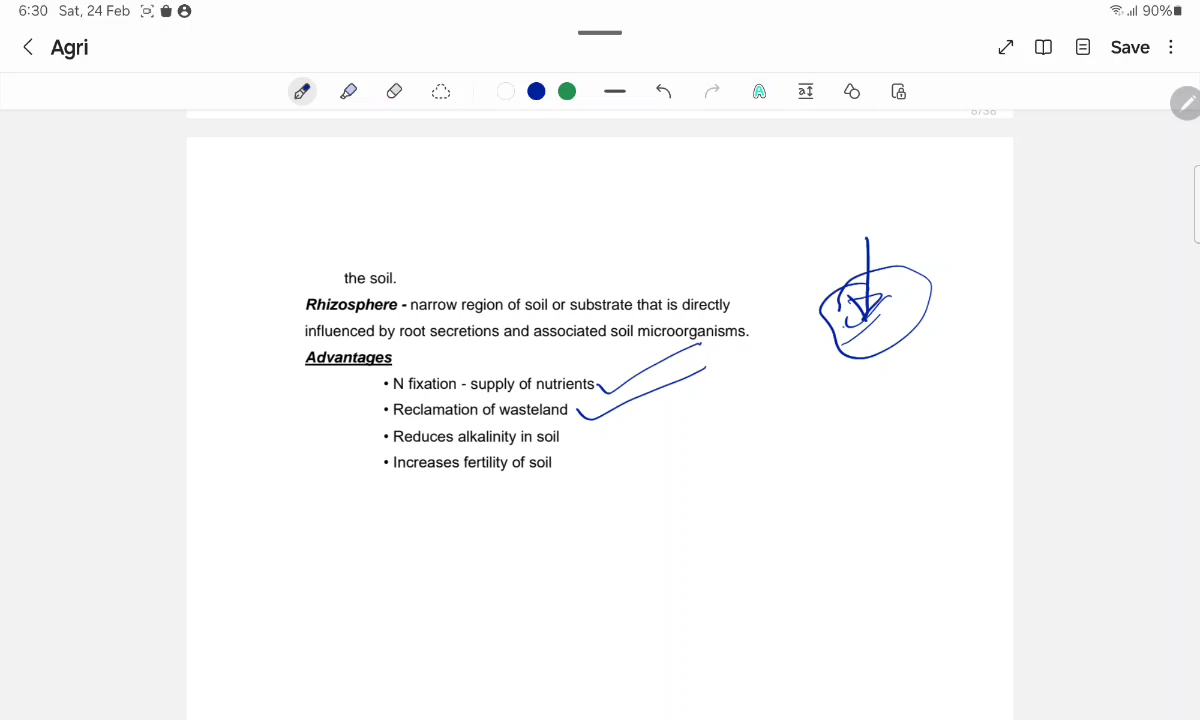 6:30 Sat, 24 Feb 90%
Agri Save
the soil.
Rhizosphere - narrow region of soil or substrate that is directly
influenced by root secretions and associated soil microorganisms.
Advantages
• N fixation - supply of nutrients
• Reclamation of wasteland
• Reduces alkalinity in soil
• Increases fertility of soil